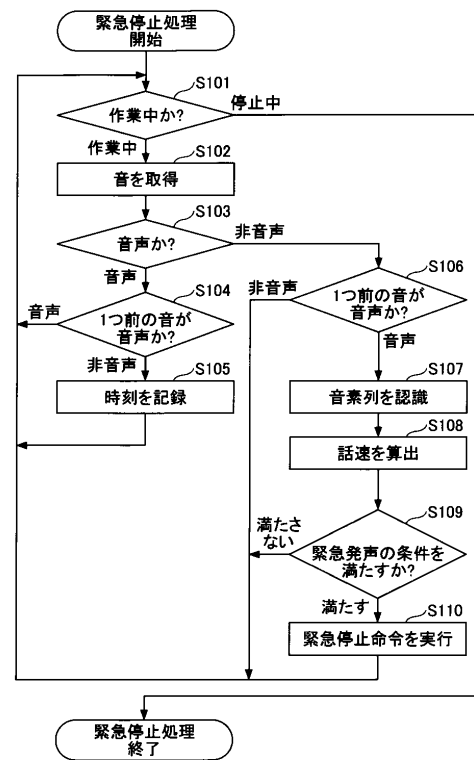 緊急停止処理
開始
S101
作業中か?
停止中
作業中
S102
音を取得
S103
音声か?
非音声
音声
S104
1つ前の音が
音声か?
音声
非音声
S105
時刻を記録
S106
1つ前の音が
音声か?
非音声
音声
S107
音素列を認識
S108
話速を算出
S109
緊急発声の条件を
満たすか?
満たさ
ない
満たす
S110
緊急停止命令を実行
緊急停止処理
終了